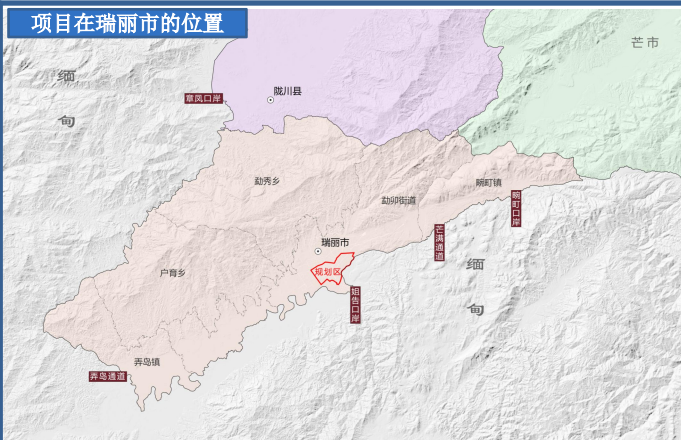 项目在瑞丽市的位置
芒市
缅
甸
陇川县
章凤口岸
勐秀乡
畹町镇
勐卯街道
畹町口岸
芒满通道
瑞丽市
缅
甸
规划区
户育乡
姐告口岸
弄岛镇
弄岛通道